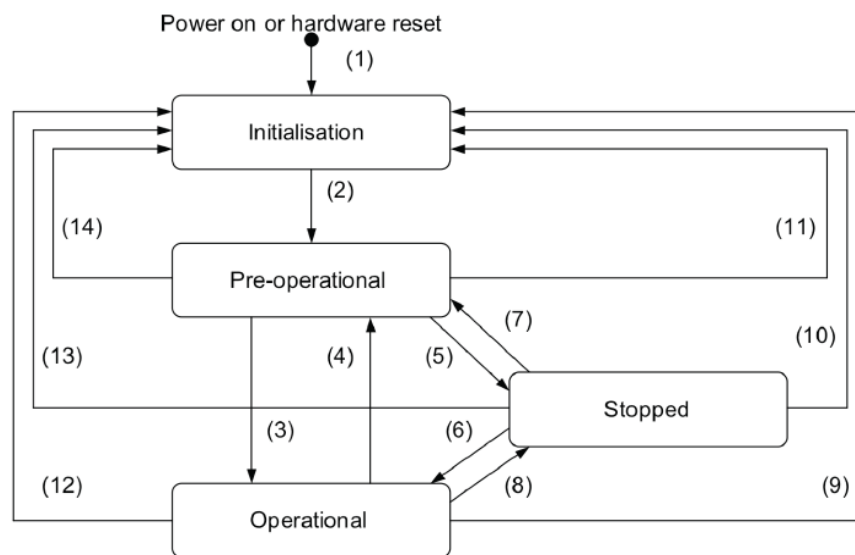 Power on or hardware reset
(1)
Initialisation
(2)
(14)
(11)
Pre-operational
(7)
(13)
(4)
(5)
(10)
Stopped
(3)
(6)
(12)
(8)
(9)
Operational